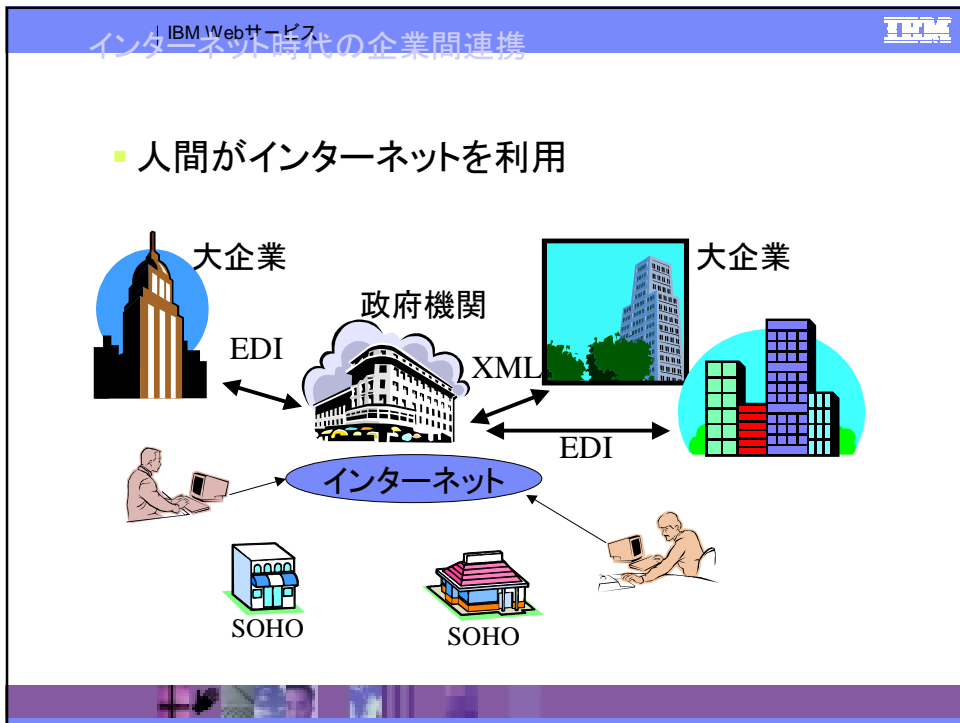 IBM Webサービス
IBM
インターネット時代の企業間連携
人間がインターネットを利用
大企業
大企業
政府機関
EDI
XML
EDI
インターネット
SOHO
SOHO